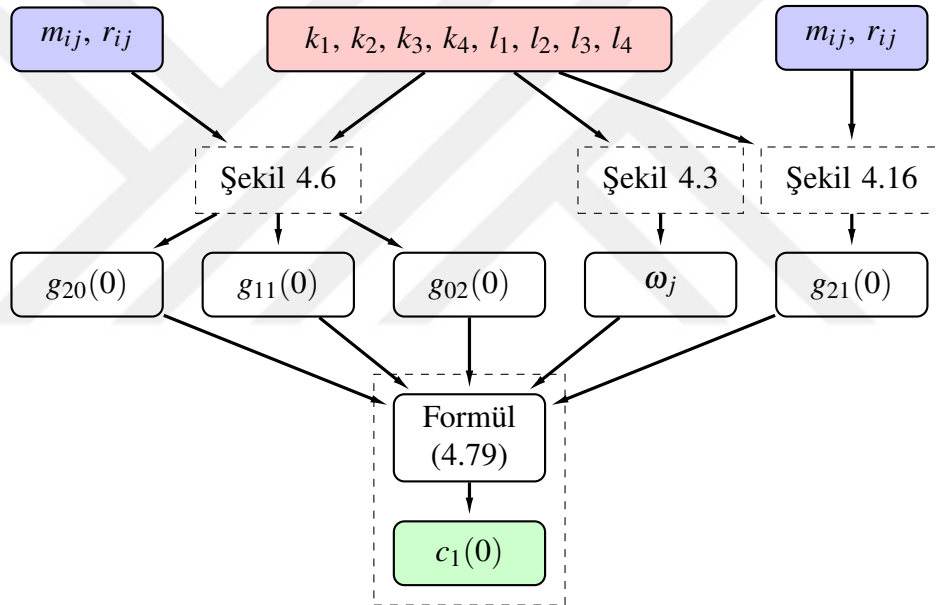 m_{ij}, r_{ij}
k_1, k_2, k_3, k_4, l_1, l_2, l_3, l_4
m_{ij}, r_{ij}
Şekil 4.6
Şekil 4.3
Şekil 4.16
g_{20}(0)
g_{11}(0)
g_{02}(0)
ω_j
g_{21}(0)
Formül
(4.79)
c_1(0)